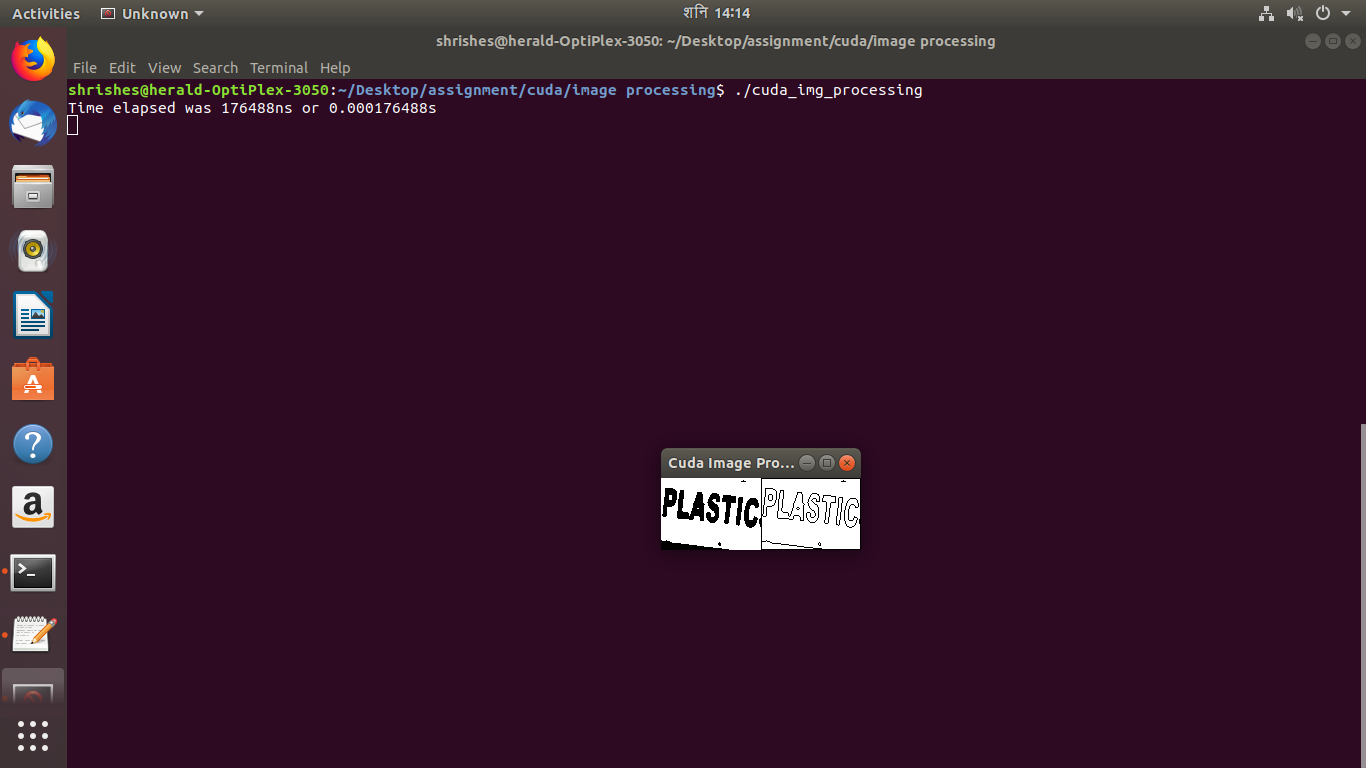 Activities Unknown शनि 14:14
shrishes@herald-OptiPlex-3050: ~/Desktop/assignment/cuda/image processing
File Edit View Search Terminal Help
shrishes@herald-OptiPlex-3050:~/Desktop/assignment/cuda/image processing$ ./cuda_img_processing
Time elapsed was 176488ns or 0.000176488s
Cuda Image Pro...
PLASTIC PLASTIC